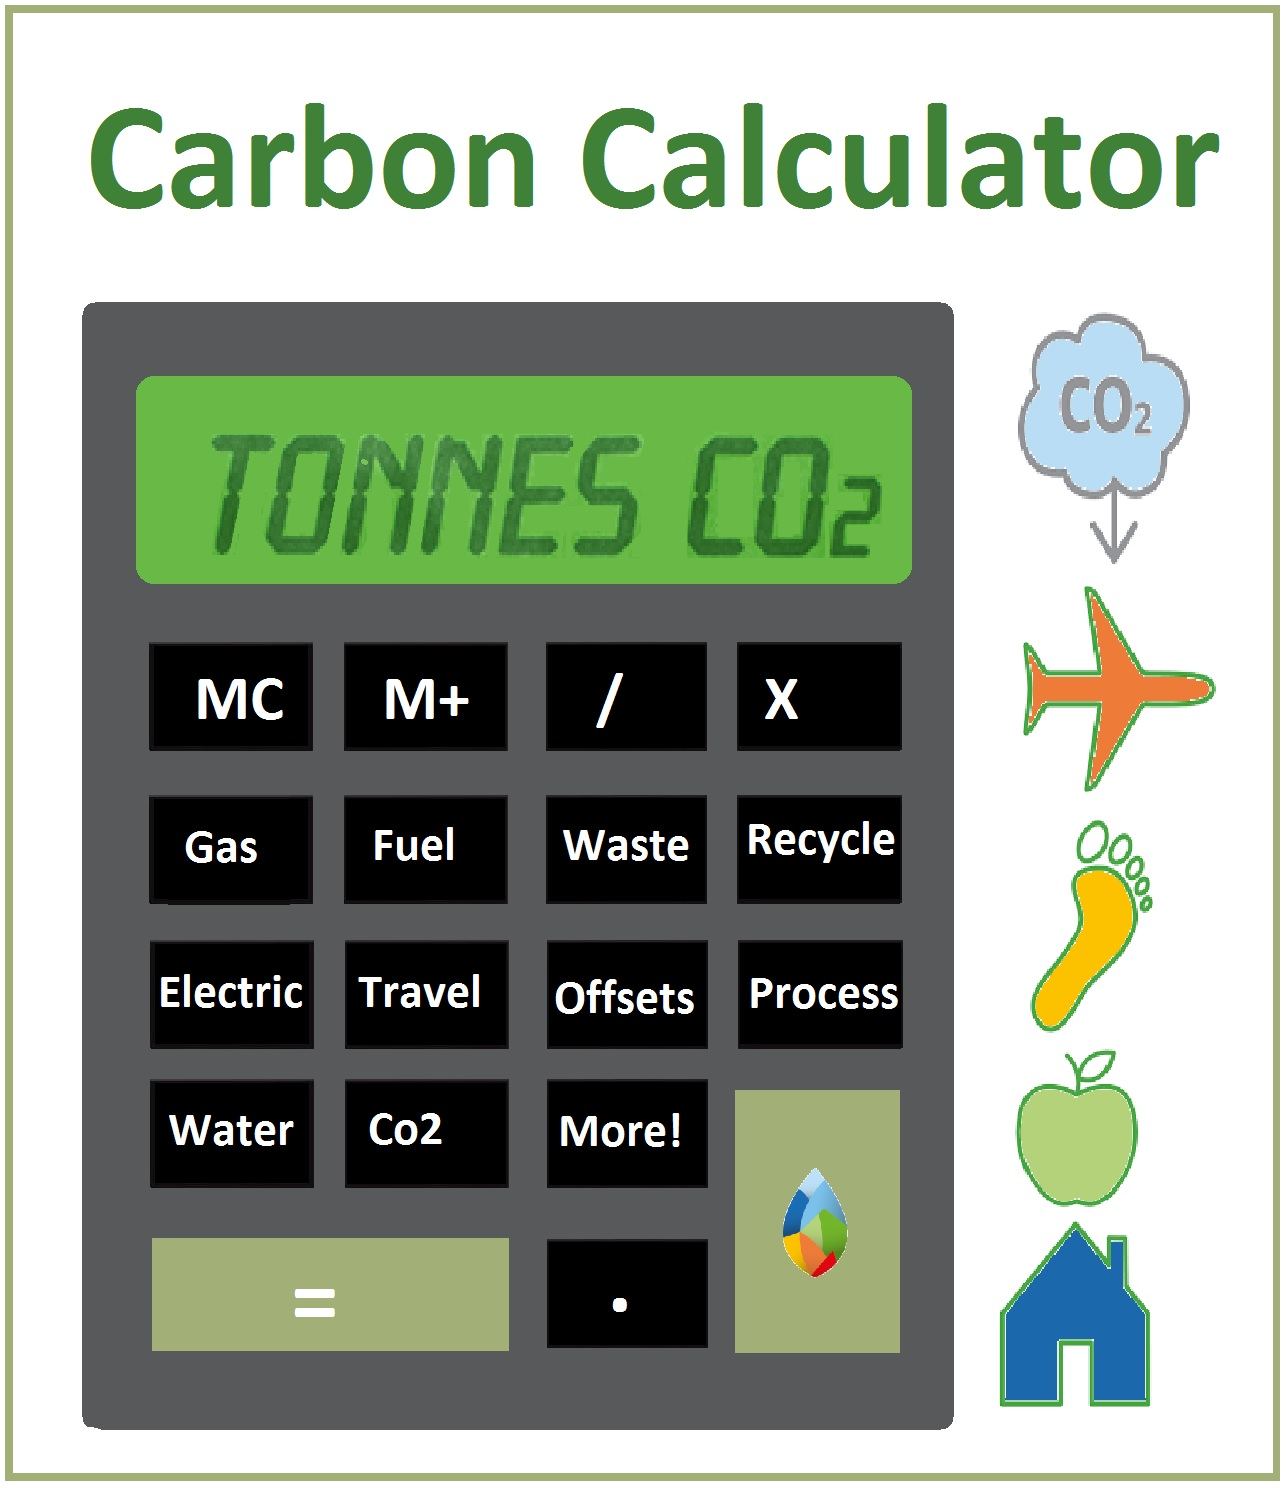 Carbon Calculator
TONNES CO₂
CO₂
MC M+ / X
Gas Fuel Waste Recycle
Electric Travel Offsets Process
Water Co2 More!
= .